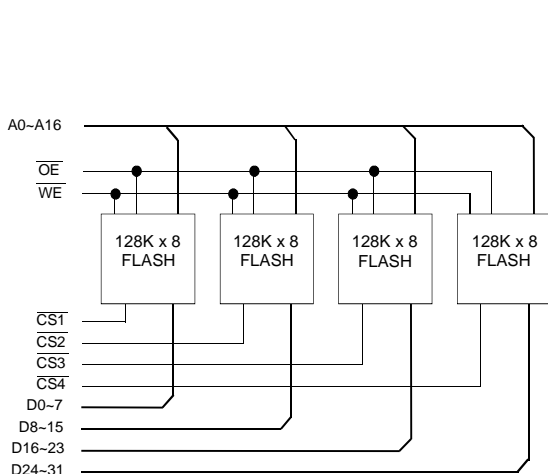 A0~A16
OE
WE
128K x 8
FLASH
128K x 8
FLASH
128K x 8
FLASH
128K x 8
FLASH
CS1
CS2
CS3
CS4
D0~7
D8~15
D16~23
D24~31